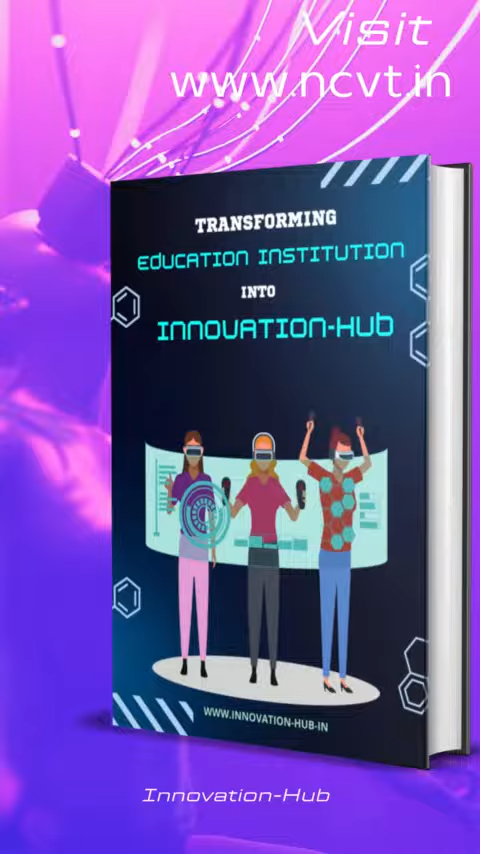 Visit
www.ncvt.in
TRANSFORMING
EDUCATION INSTITUTION
INTO
INNOVATION-HUB
WWW.INNOVATION-HUB-IN
Innovation-Hub